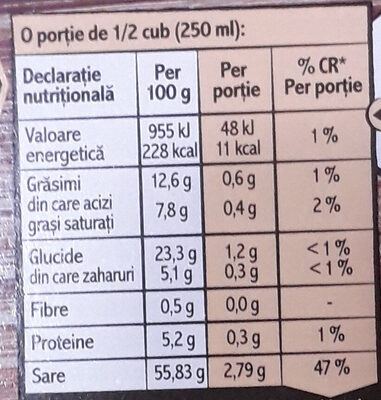 O porție de 1/2 cub (250 ml):
Declarație nutrițională Per 100 g Per porție % CR* Per porție
Valoare energetică 955 kJ 228 kcal 48 kJ 11 kcal 1 %
Grăsimi 12,6 g 0,6 g 1 %
din care acizi grași saturați 7,8 g 0,4 g 2 %
Glucide 23,3 g 1,2 g <1 %
din care zaharuri 5,1 g 0,3 g <1 %
Fibre 0,5 g 0,0 g -
Proteine 5,2 g 0,3 g 1 %
Sare 55,83 g 2,79 g 47 %